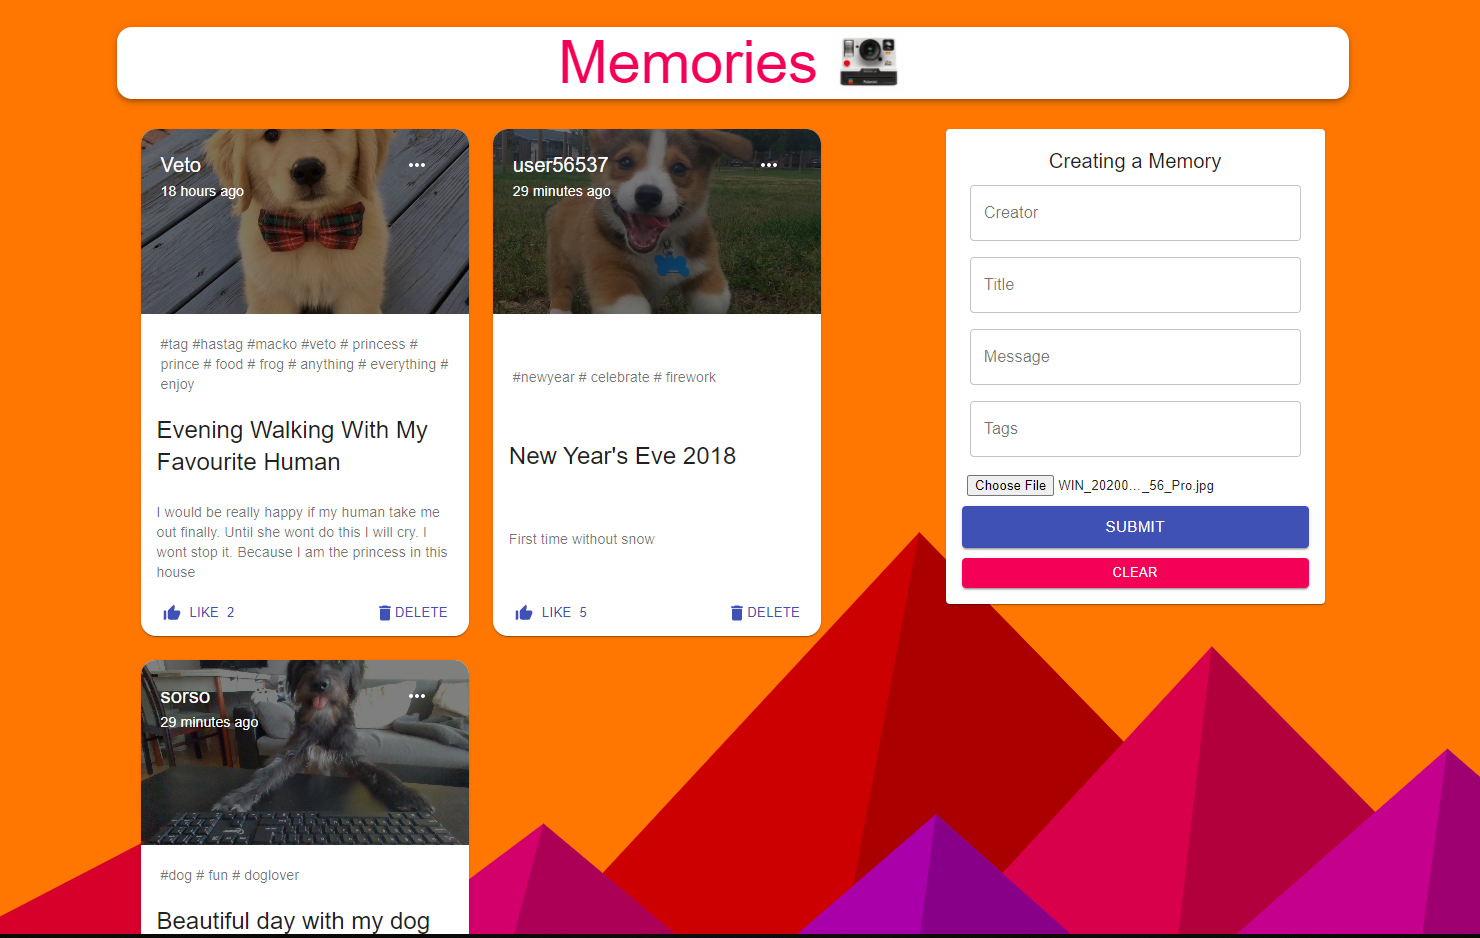 Memories
Veto
18 hours ago
#tag #hastag #macko #veto # princess #
prince # food # frog # anything # everything #
enjoy
Evening Walking With My
Favourite Human
I would be really happy if my human take me
out finally. Until she wont do this I will cry. I
wont stop it. Because I am the princess in this
house
LIKE 2
DELETE
user56537
29 minutes ago
#newyear # celebrate # firework
New Year's Eve 2018
First time without snow
LIKE 5
DELETE
sorso
29 minutes ago
#dog # fun # doglover
Beautiful day with my dog
Creating a Memory
Creator
Title
Message
Tags
Choose File WIN_20200..._56_Pro.jpg
SUBMIT
CLEAR